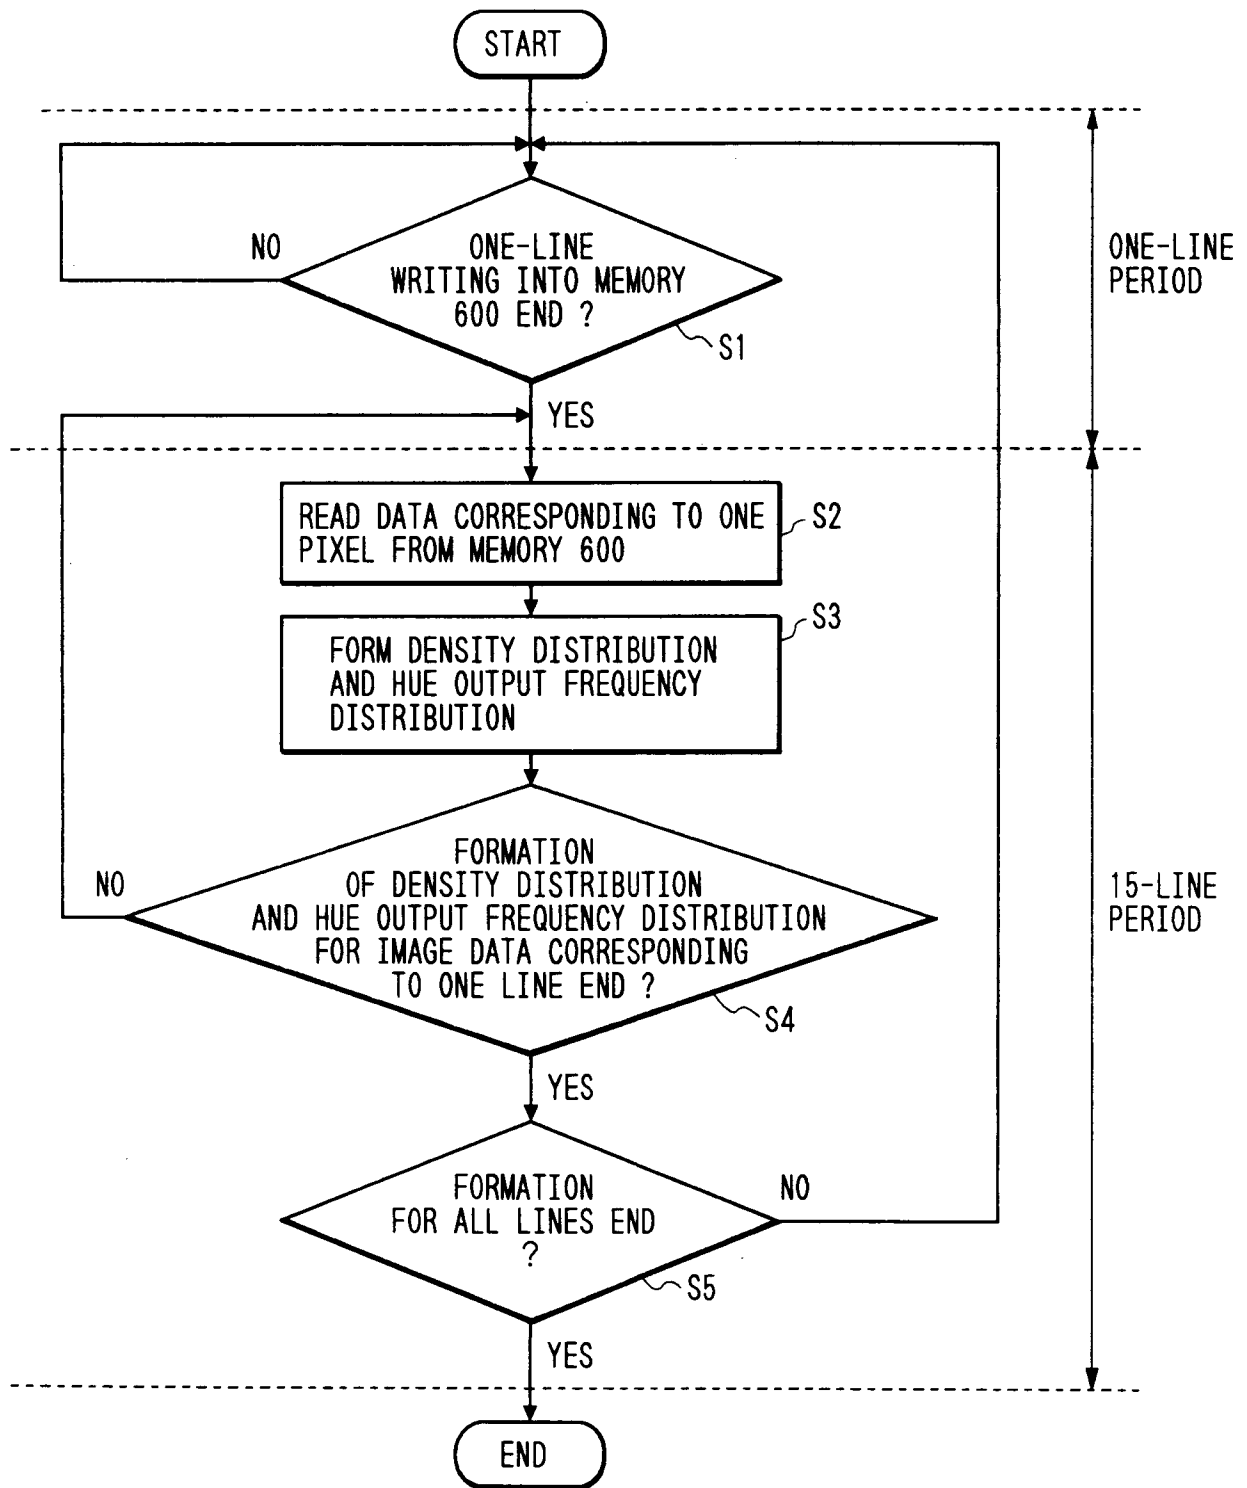 START
NO
ONE-LINE
WRITING INTO MEMORY
600 END ?
S1
ONE-LINE
PERIOD
YES
READ DATA CORRESPONDING TO ONE
PIXEL FROM MEMORY 600
S2
FORM DENSITY DISTRIBUTION
AND HUE OUTPUT FREQUENCY
DISTRIBUTION
S3
NO
FORMATION
OF DENSITY DISTRIBUTION
AND HUE OUTPUT FREQUENCY DISTRIBUTION
FOR IMAGE DATA CORRESPONDING
TO ONE LINE END ?
S4
15-LINE
PERIOD
YES
FORMATION
FOR ALL LINES END
?
NO
S5
YES
END